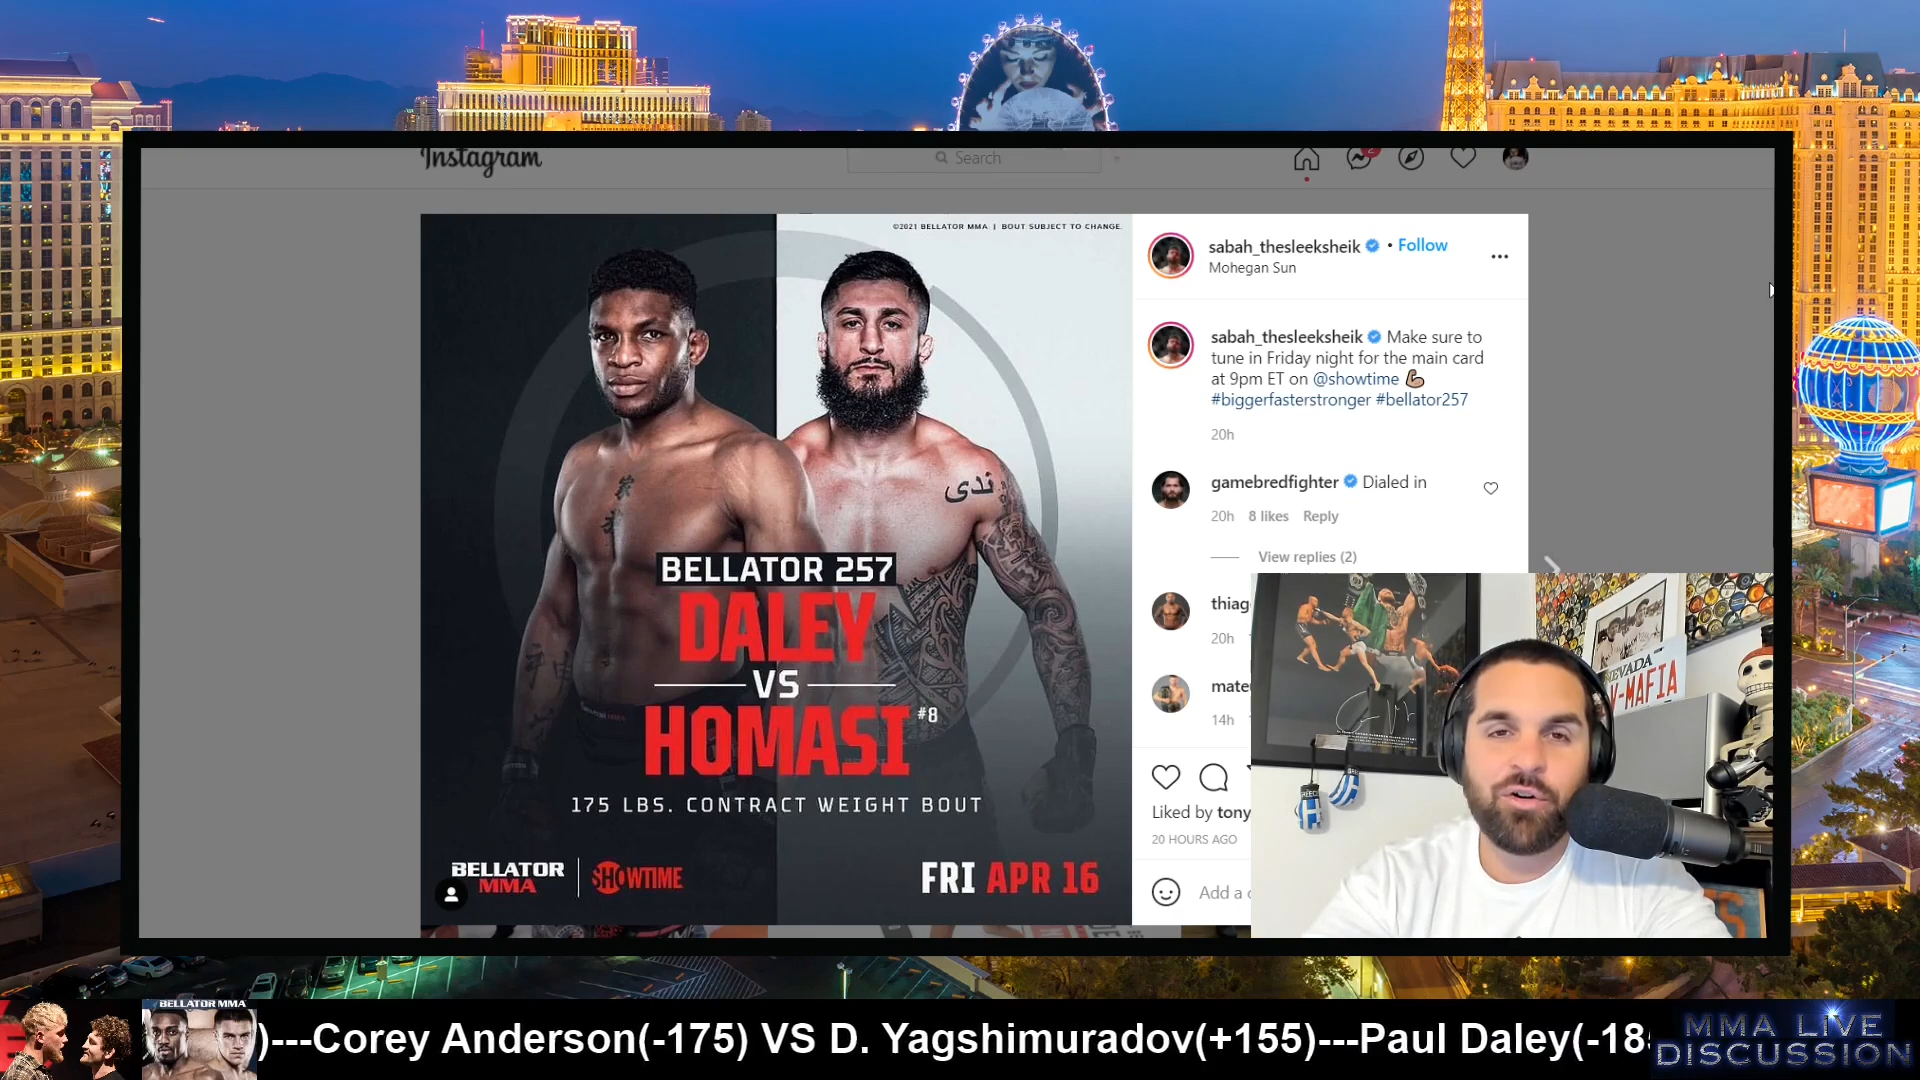 Instagram
Search
2
©2021 BELLATOR MMA | BOUT SUBJECT TO CHANGE.
BELLATOR 257
DALEY
VS
HOMASI #8
175 LBS. CONTRACT WEIGHT BOUT
BELLATOR
MMA
SHOWTIME
FRI APR 16
ندى
sabah_thesleeksheik • Follow
Mohegan Sun
sabah_thesleeksheik Make sure to
tune in Friday night for the main card
at 9pm ET on @showtime 💪🏽
#biggerfasterstronger #bellator257
20h
gamebredfighter Dialed in
20h 8 likes Reply
View replies (2)
thiag
20h
mate
14h
Liked by tony
20 HOURS AGO
Add a c
NEVADA
V-MAFIA
GREECE
BELLATOR MMA
)---Corey Anderson(-175) VS D. Yagshimuradov(+155)---Paul Daley(-18
MMA LIVE
DISCUSSION